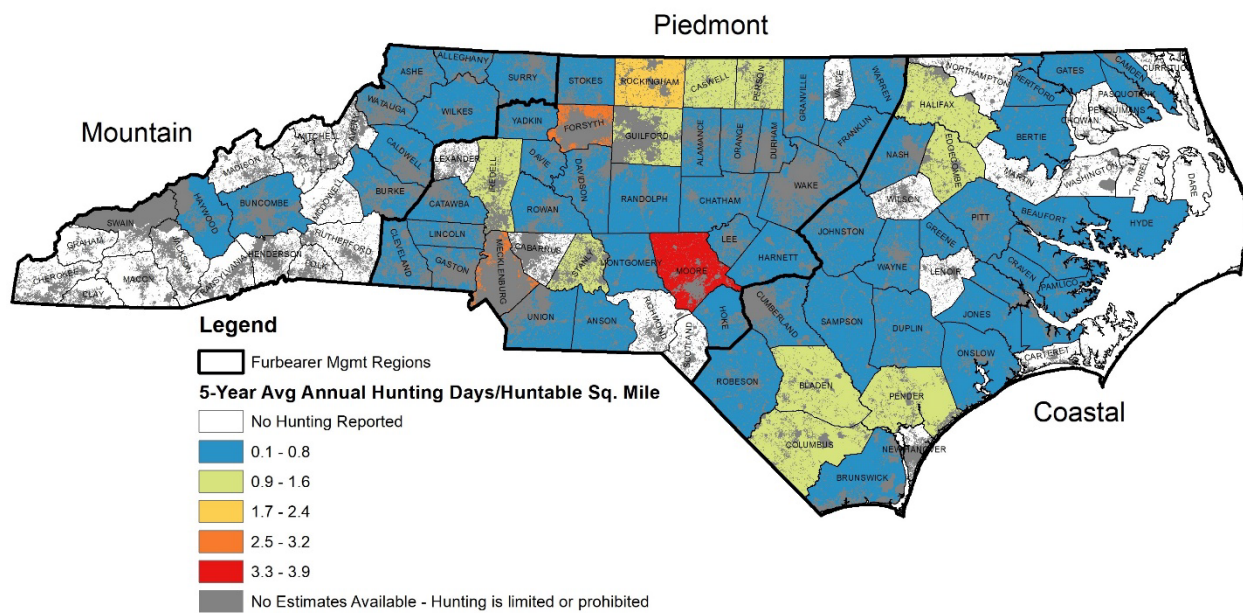 Piedmont
Mountain
Coastal
ALLEGHANY
ASHE
SURRY
STOKES
ROCKINGHAM
CASWELL
PERSON
GRANVILLE
VANCE
WARREN
NORTHAMPTON
HERTFORD
GATES
CAMDEN
CURRITUCK
PASQUOTANK
PERQUIMANS
CHOWAN
WATAUGA
WILKES
YADKIN
FORSYTH
GUILFORD
ALAMANCE
ORANGE
DURHAM
FRANKLIN
HALIFAX
BERTIE
MITCHELL
MADISON
CALDWELL
ALEXANDER
IREDELL
DAVIE
DAVIDSON
NASH
EDGECOMBE
MARTIN
WASHINGTON
TYRRELL
DARE
HAYWOOD
BUNCOMBE
MCDOWELL
BURKE
CATAWBA
ROWAN
RANDOLPH
CHATHAM
WAKE
WILSON
PITT
BEAUFORT
HYDE
SWAIN
GRAHAM
JACKSON
HENDERSON
RUTHERFORD
POLK
CLEVELAND
LINCOLN
GASTON
MECKLENBURG
CABARRUS
STANLY
MONTGOMERY
MOORE
LEE
HARNETT
JOHNSTON
WAYNE
GREENE
LENOIR
CRAVEN
PAMLICO
CHEROKEE
CLAY
MACON
TRANSYLVANIA
UNION
ANSON
RICHMOND
SCOTLAND
HOKE
CUMBERLAND
SAMPSON
DUPLIN
JONES
ONSLOW
CARTERET
ROBESON
BLADEN
PENDER
COLUMBUS
NEW HANOVER
BRUNSWICK
Legend
Furbearer Mgmt Regions
5-Year Avg Annual Hunting Days/Huntable Sq. Mile
No Hunting Reported
0.1 - 0.8
0.9 - 1.6
1.7 - 2.4
2.5 - 3.2
3.3 - 3.9
No Estimates Available - Hunting is limited or prohibited